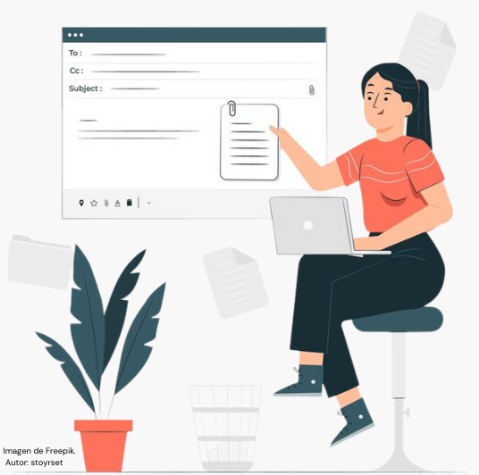 To :
Cc :
Subject :
A
Imagen de Freepik.
Autor: stoyrset